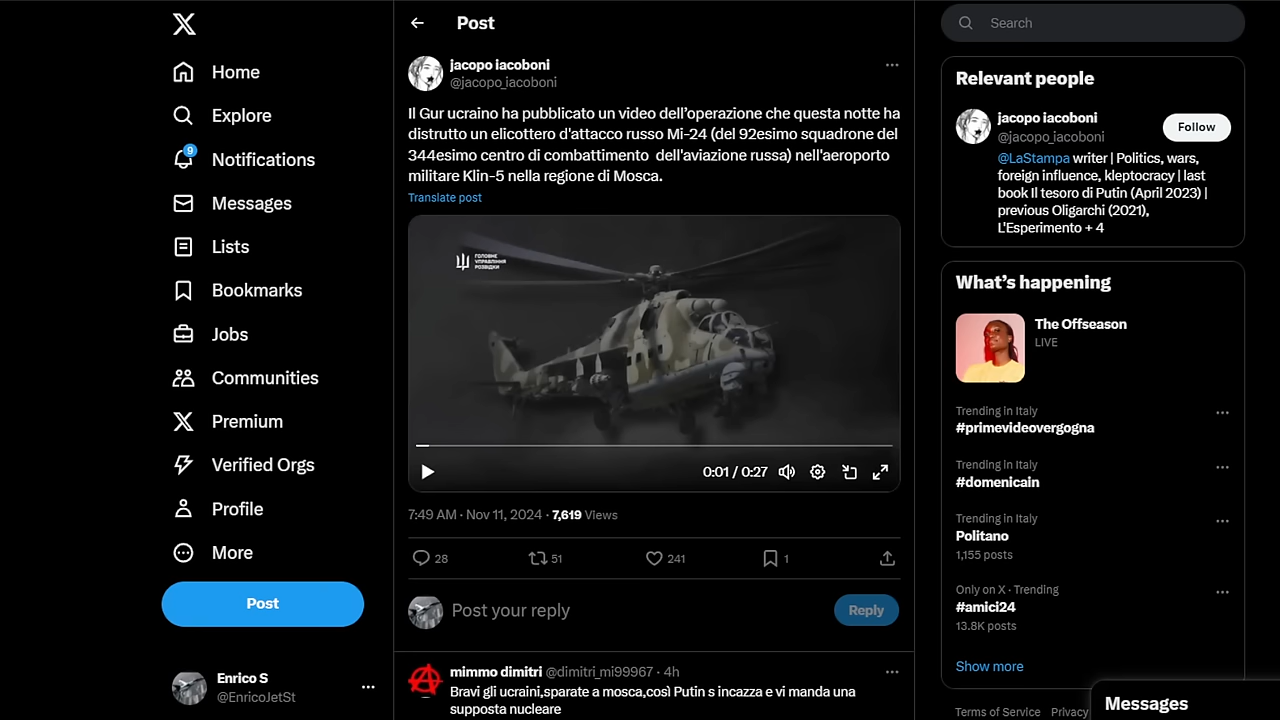 Home
Explore
9
Notifications
Messages
Lists
Bookmarks
Jobs
Communities
Premium
Verified Orgs
Profile
More
Post
Enrico S
@EnricoJetSt
Post
jacopo iacoboni
@jacopo_iacoboni
Il Gur ucraino ha pubblicato un video dell'operazione che questa notte ha
distrutto un elicottero d'attacco russo Mi-24 (del 92esimo squadrone del
344esimo centro di combattimento  dell'aviazione russa) nell'aeroporto
militare Klin-5 nella regione di Mosca.
Translate post
ГОЛОВНЕ
УПРАВЛІННЯ
РОЗВІДКИ
0:01 / 0:27
7:49 AM · Nov 11, 2024 · 7,619 Views
28
51
241
1
Post your reply
Reply
mimmo dimitri @dimitri_mi99967 · 4h
Bravi gli ucraini,sparate a mosca,così Putin s incazza e vi manda una
supposta nucleare
Search
Relevant people
jacopo iacoboni
@jacopo_iacoboni
Follow
@LaStampa writer | Politics, wars,
foreign influence, kleptocracy | last
book Il tesoro di Putin (April 2023) |
previous Oligarchi (2021),
L'Esperimento + 4
What's happening
The Offseason
LIVE
Trending in Italy
#primevideovergogna
Trending in Italy
#domenicain
Trending in Italy
Politano
1,155 posts
Only on X · Trending
#amici24
13.8K posts
Show more
Terms of Service
Privacy
Messages